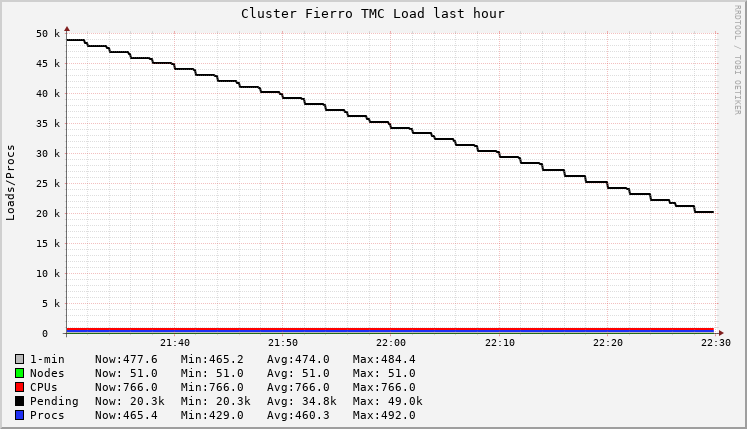 Cluster Fierro TMC Load last hour
RRDTOOL / TOBI OETIKER
Loads/Procs
50 k
45 k
40 k
35 k
30 k
25 k
20 k
15 k
10 k
5 k
0
21:40 21:50 22:00 22:10 22:20 22:30
1-min Now:477.6 Min:465.2 Avg:474.0 Max:484.4
Nodes Now: 51.0 Min: 51.0 Avg: 51.0 Max: 51.0
CPUs Now:766.0 Min:766.0 Avg:766.0 Max:766.0
Pending Now: 20.3k Min: 20.3k Avg: 34.8k Max: 49.0k
Procs Now:465.4 Min:429.0 Avg:460.3 Max:492.0